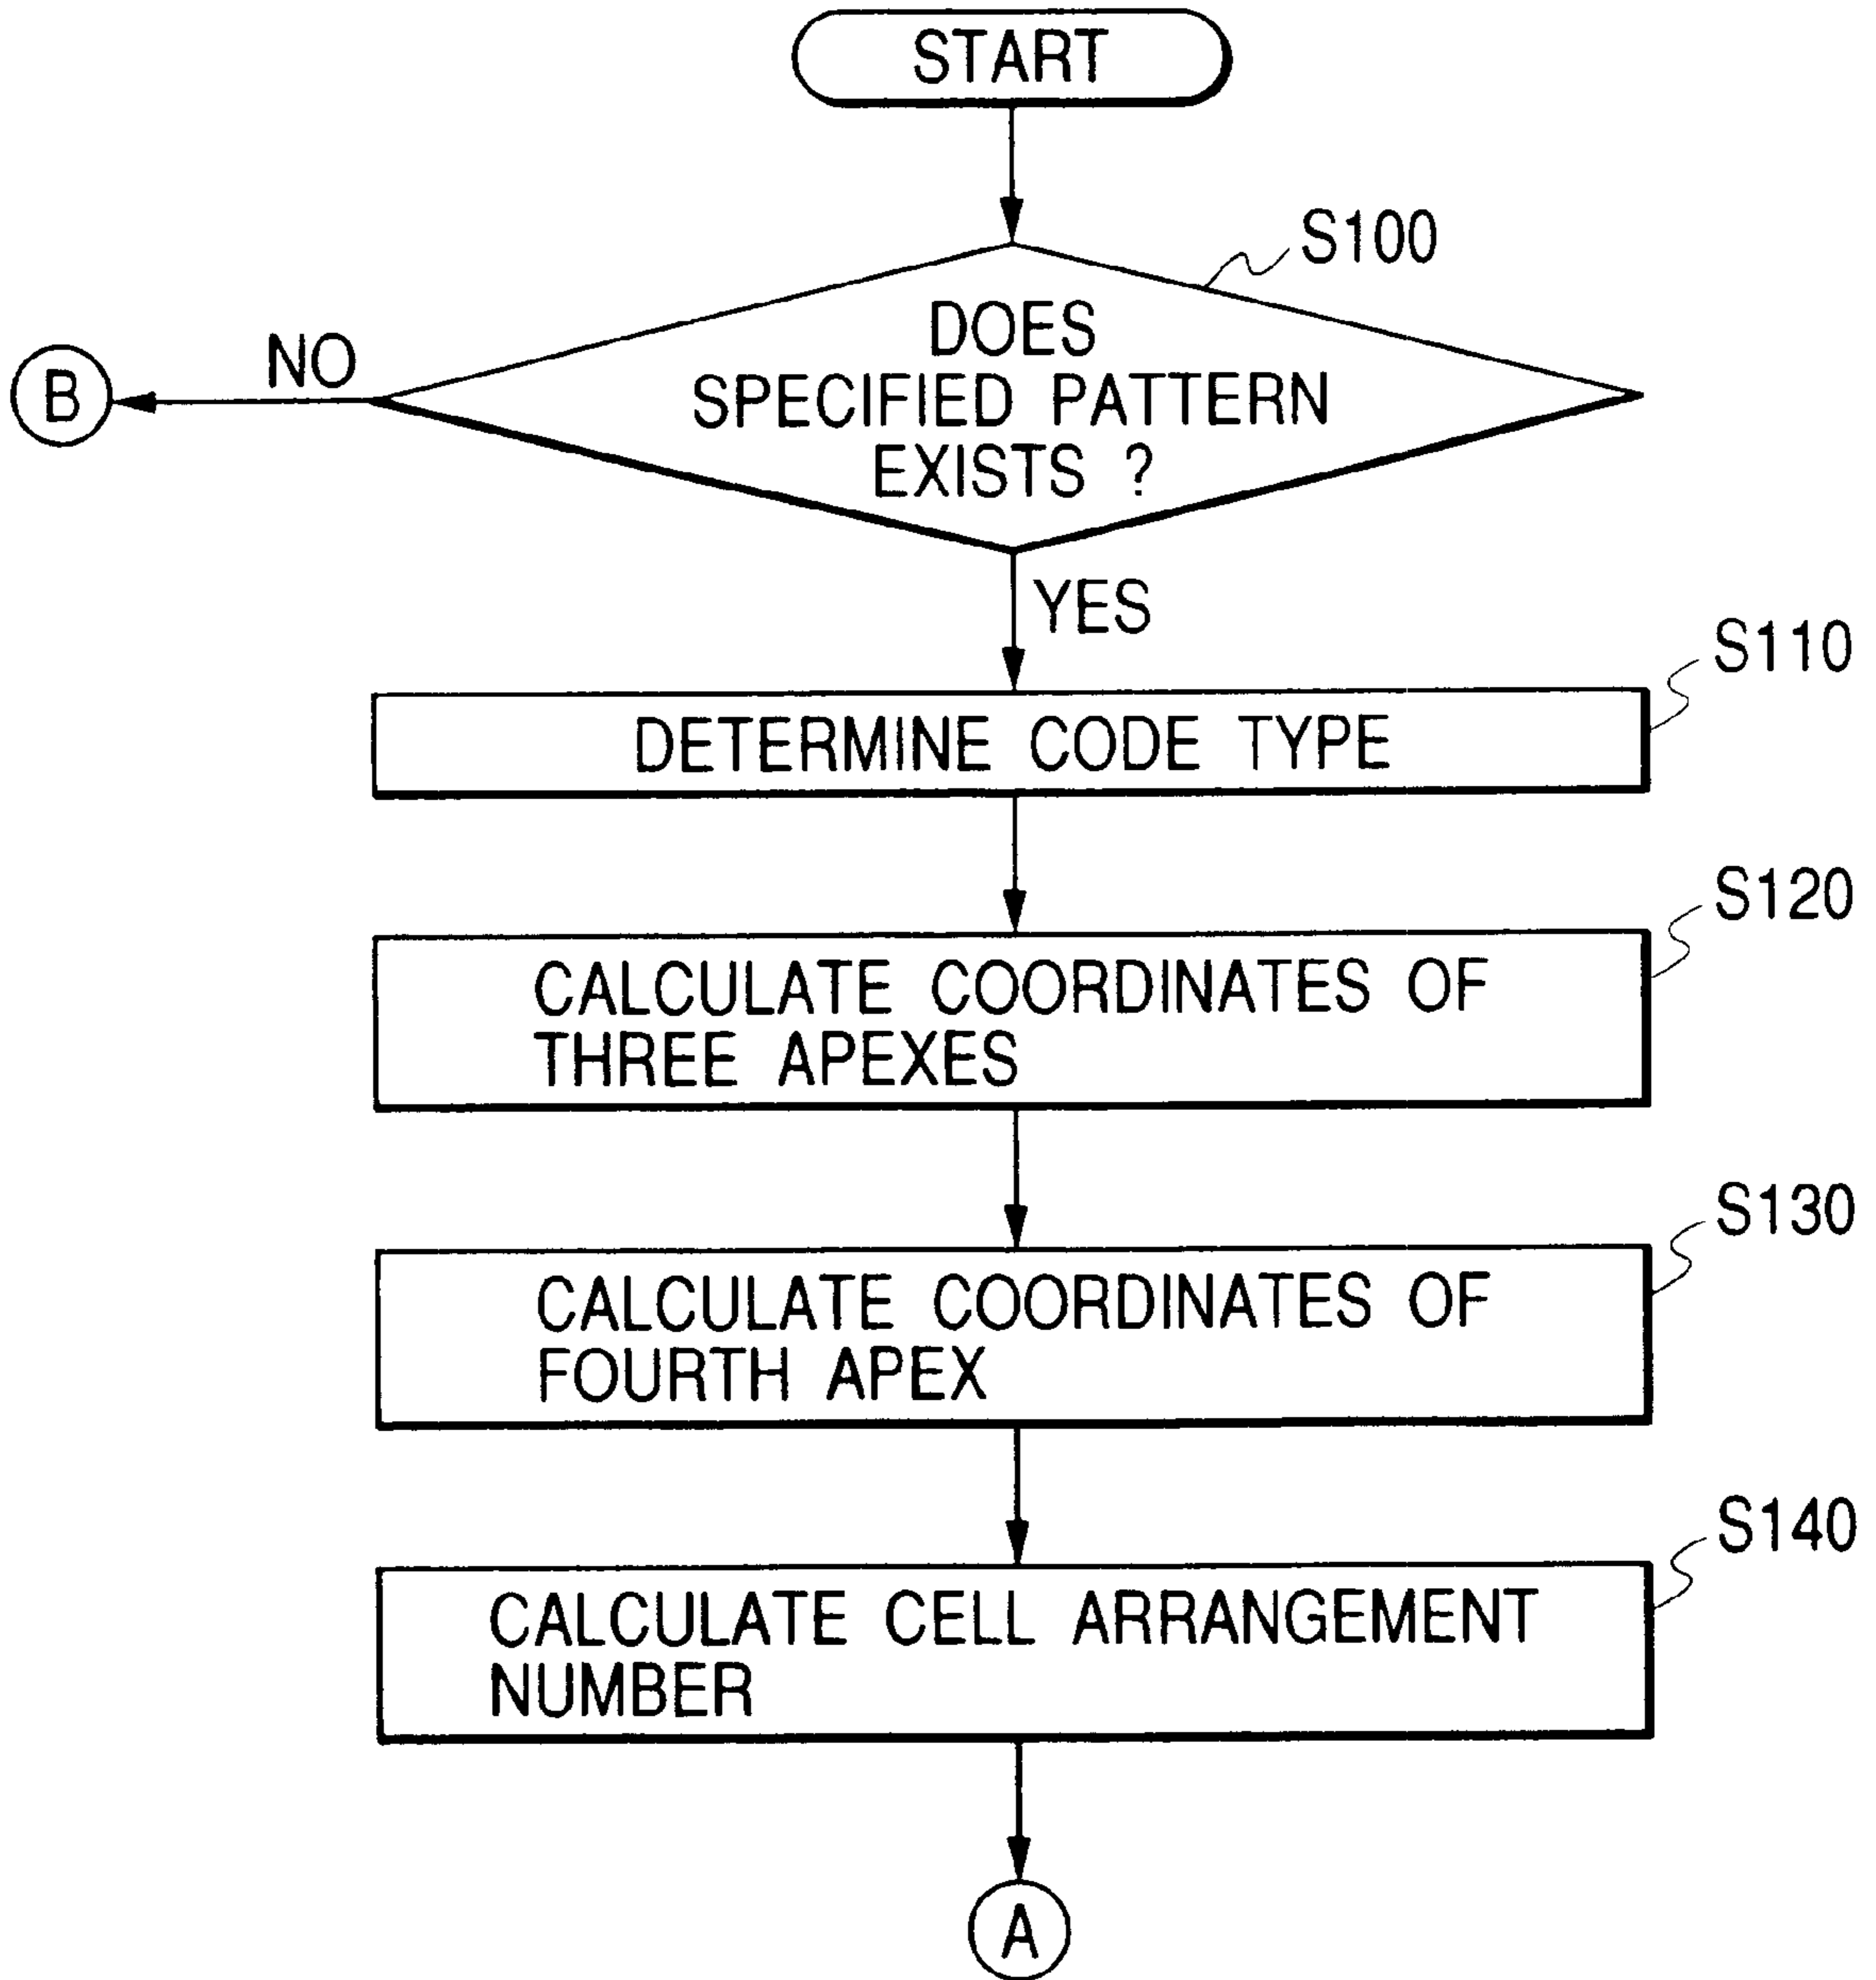 START
S100
DOES
SPECIFIED PATTERN
EXISTS ?
NO
B
YES
S110
DETERMINE CODE TYPE
S120
CALCULATE COORDINATES OF
THREE APEXES
S130
CALCULATE COORDINATES OF
FOURTH APEX
S140
CALCULATE CELL ARRANGEMENT
NUMBER
A